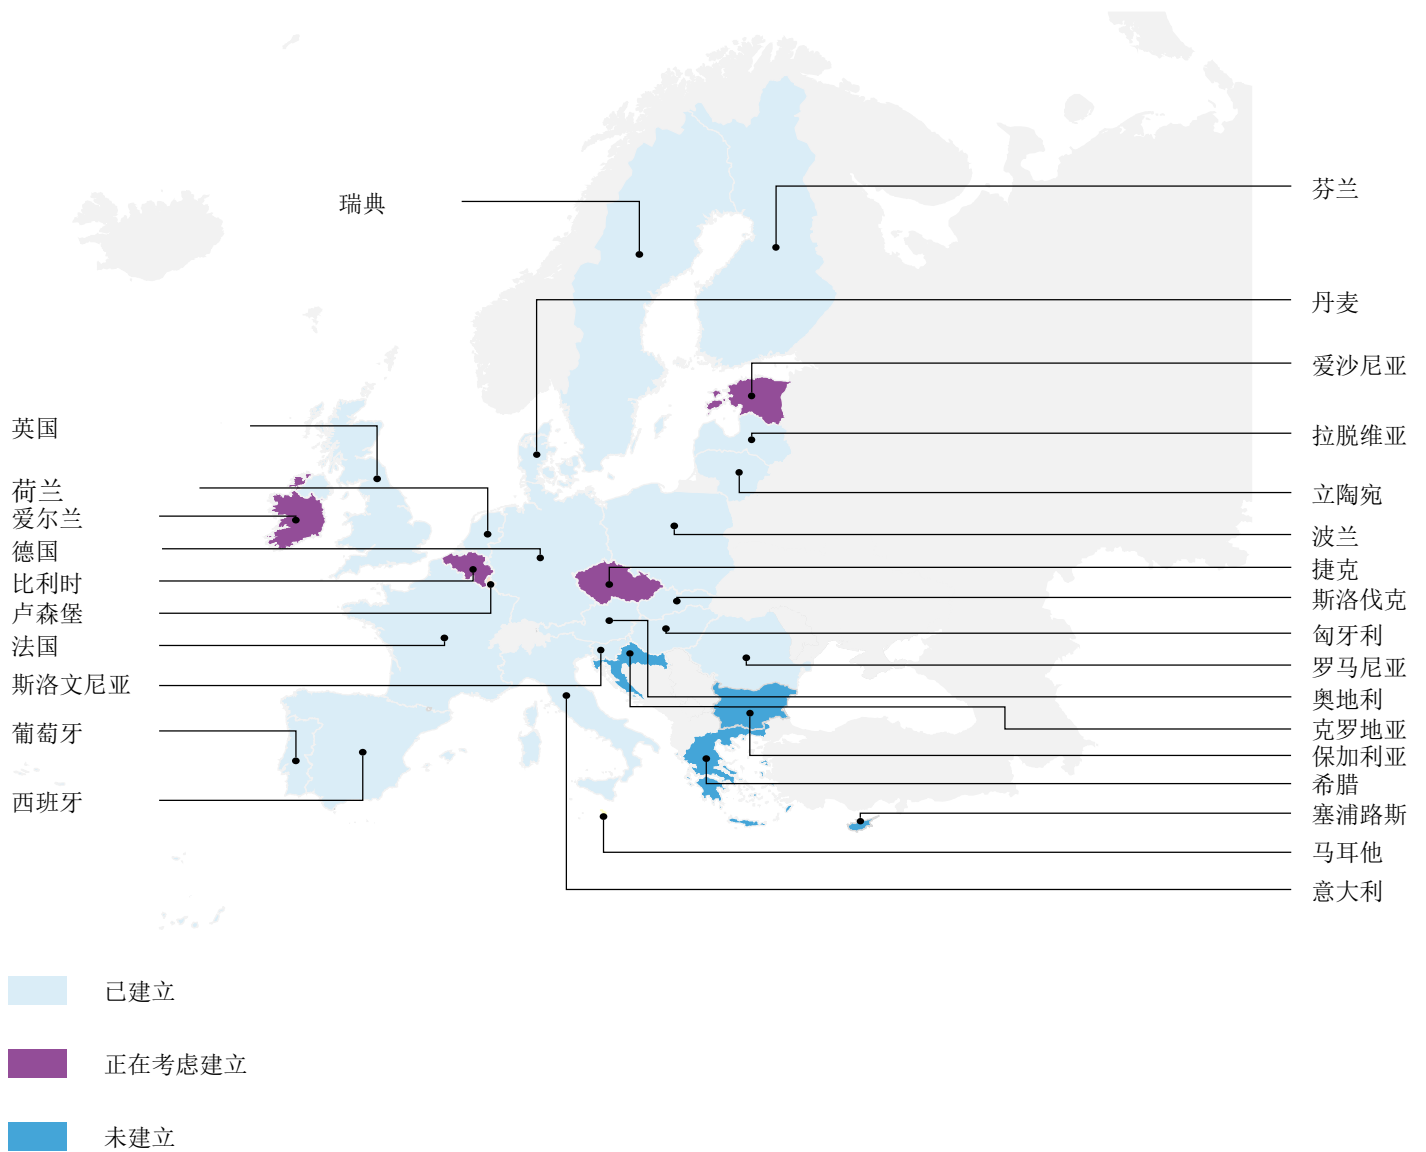 瑞典
芬兰
丹麦
爱沙尼亚
英国
拉脱维亚
荷兰
立陶宛
爱尔兰
波兰
德国
捷克
比利时
斯洛伐克
卢森堡
匈牙利
法国
罗马尼亚
斯洛文尼亚
奥地利
克罗地亚
葡萄牙
保加利亚
希腊
西班牙
塞浦路斯
马耳他
意大利
已建立
正在考虑建立
未建立